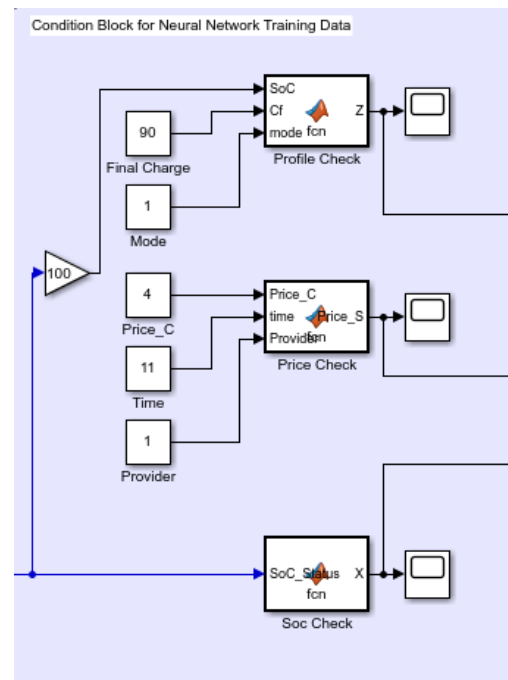 Condition Block for Neural Network Training Data
SoC
Cf
mode
Z
fcn
Profile Check
90
Final Charge
1
Mode
100
4
Price_C
11
Time
1
Provider
Price_C
time
Provider
Price_S
fcn
Price Check
SoC_Status
X
fcn
Soc Check